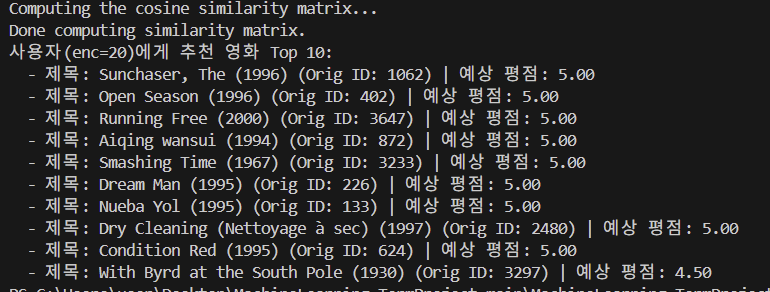 Computing the cosine similarity matrix...
Done computing similarity matrix.
사용자(enc=20)에게 추천 영화 Top 10:
- 제목: Sunchaser, The (1996) (Orig ID: 1062) | 예상 평점: 5.00
- 제목: Open Season (1996) (Orig ID: 402) | 예상 평점: 5.00
- 제목: Running Free (2000) (Orig ID: 3647) | 예상 평점: 5.00
- 제목: Aiqing wansui (1994) (Orig ID: 872) | 예상 평점: 5.00
- 제목: Smashing Time (1967) (Orig ID: 3233) | 예상 평점: 5.00
- 제목: Dream Man (1995) (Orig ID: 226) | 예상 평점: 5.00
- 제목: Nueba Yol (1995) (Orig ID: 133) | 예상 평점: 5.00
- 제목: Dry Cleaning (Nettoyage à sec) (1997) (Orig ID: 2480) | 예상 평점: 5.00
- 제목: Condition Red (1995) (Orig ID: 624) | 예상 평점: 5.00
- 제목: With Byrd at the South Pole (1930) (Orig ID: 3297) | 예상 평점: 4.50